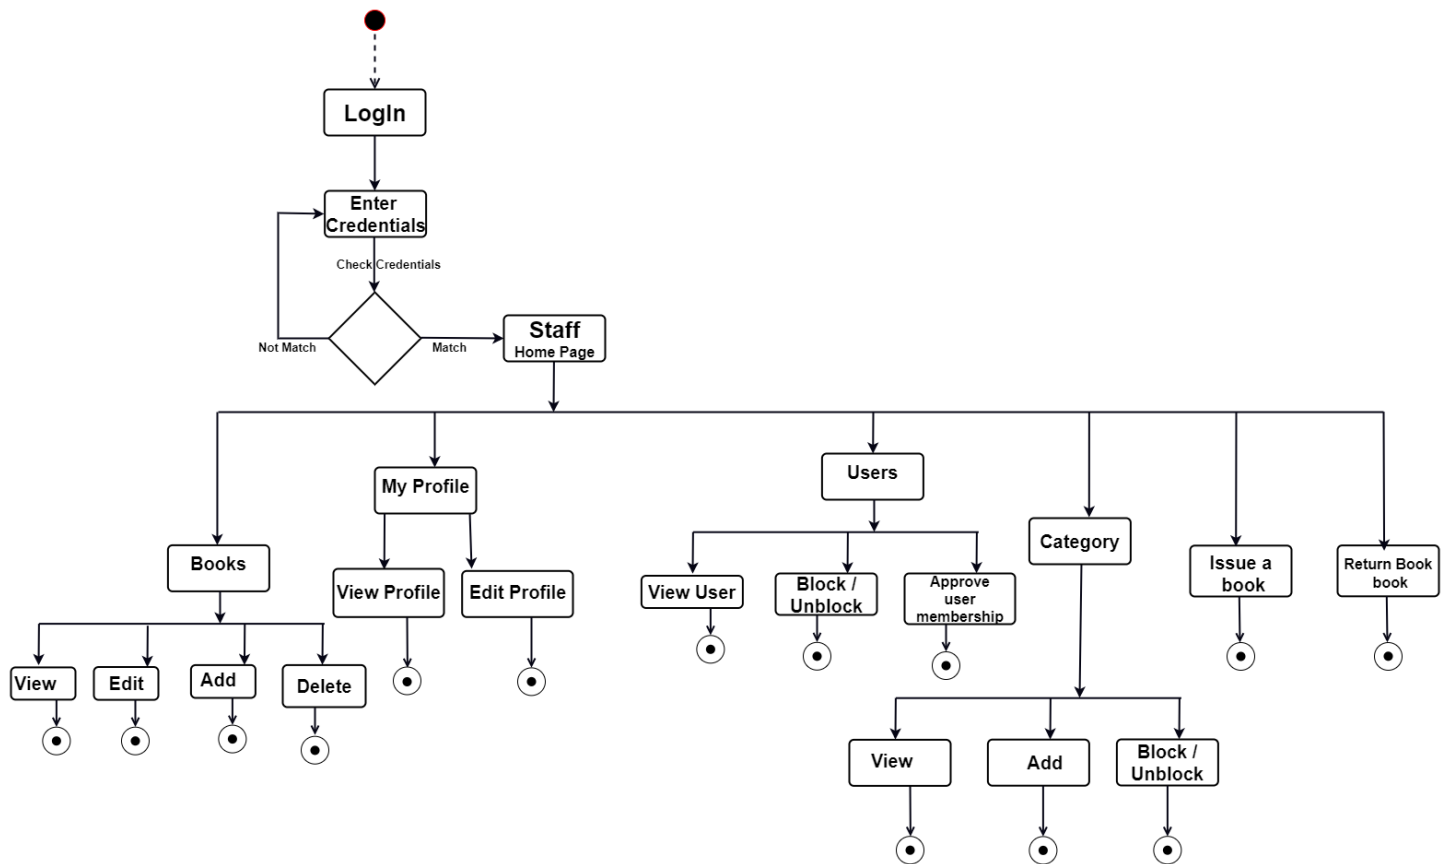 LogIn
Enter
Credentials
Check Credentials
Not Match
Match
Staff
Home Page
Books
My Profile
Users
Category
Issue a
book
Return Book
book
View
Edit
Add
Delete
View Profile
Edit Profile
View User
Block /
Unblock
Approve
user
membership
View
Add
Block /
Unblock